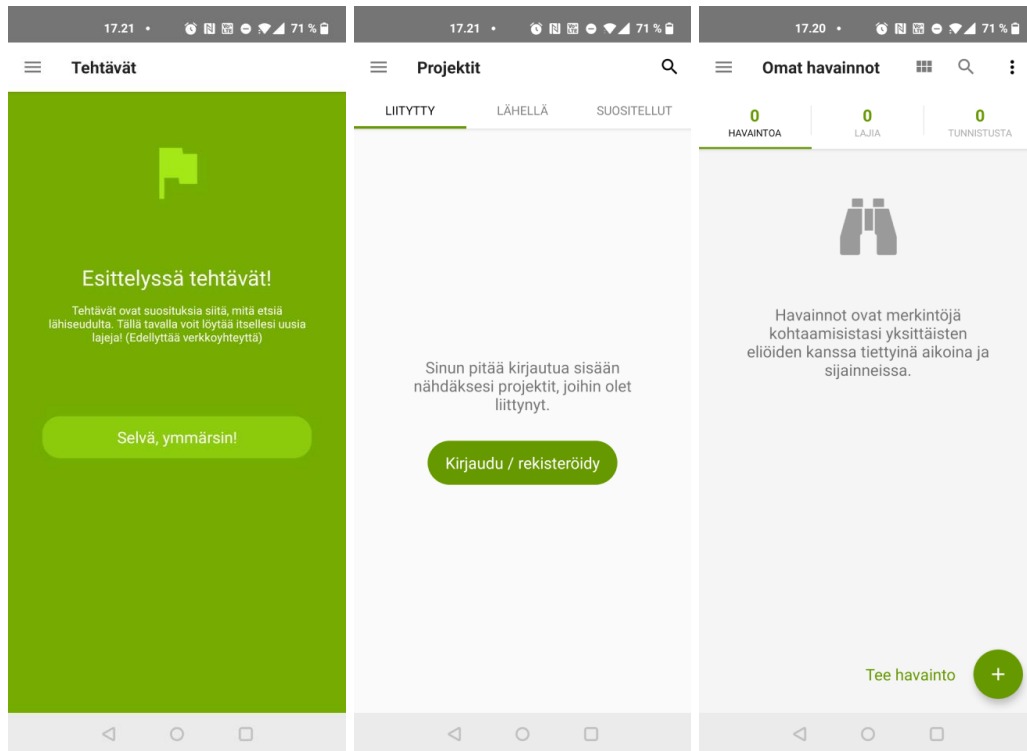 17.21 • 71 %
Tehtävät
Esittelyssä tehtävät!
Tehtävät ovat suosituksia siitä, mitä etsiä
lähiseudulta. Tällä tavalla voit löytää itsellesi uusia
lajeja! (Edellyttää verkkoyhteyttä)
Selvä, ymmärsin!
17.21 • 71 %
Projektit
LIITYTTY LÄHELLÄ SUOSITELLUT
Sinun pitää kirjautua sisään
nähdäksesi projektit, joihin olet
liittynyt.
Kirjaudu / rekisteröidy
17.20 • 71 %
Omat havainnot
0 0 0
HAVAINTOA LAJIA TUNNISTUSTA
Havainnot ovat merkintöjä
kohtaamisistasi yksittäisten
eliöiden kanssa tiettyinä aikoina ja
sijainneissa.
Tee havainto +